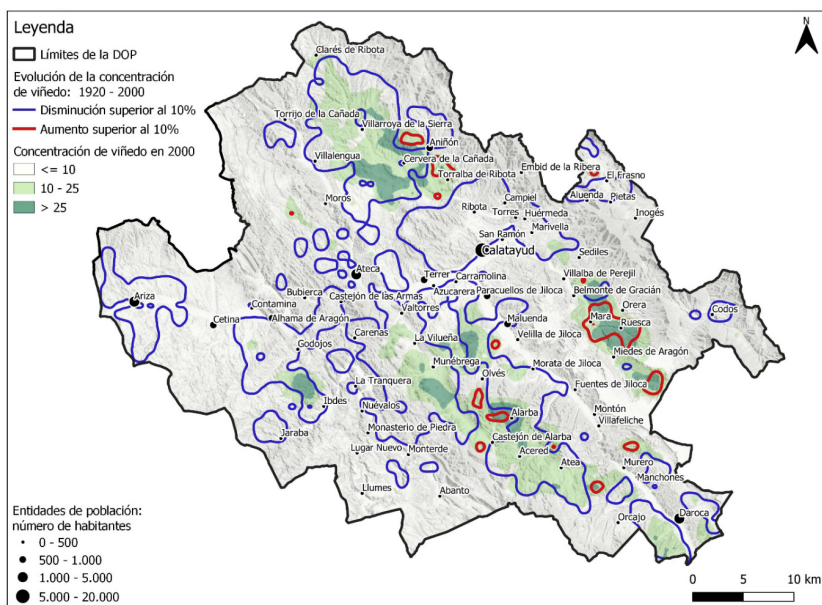 Leyenda
Límites de la DOP
Evolución de la concentración
de viñedo: 1920 - 2000
Disminución superior al 10%
Aumento superior al 10%
Concentración de viñedo en 2000
<= 10
10 - 25
> 25
N
Clarés de Ribota
Torrijo de la Cañada
Villarroya de la Sierra
Aniñón
Villalengua
Cervera de la Cañada
Embid de la Ribera
El Frasno
Torralba de Ribota
Aluenda
Pietas
Moros
Ribota
Campiel
Inogés
Torres
Huérmeda
San Ramón
Marivella
Calatayud
Sediles
Ateca
Terrer
Carramolina
Villalba de Perejil
Ariza
Bubierca
Azucarera
Paracuellos de Jiloca
Belmonte de Gracián
Contamina
Castejón de las Armas
Valtorres
Orera
Codos
Cetina
Alhama de Aragón
Maluenda
Mara
Ruesca
Carenas
La Vilueña
Velilla de Jiloca
Godojos
Miedes de Aragón
Munébrega
Morata de Jiloca
La Tranquera
Olvés
Fuentes de Jiloca
Ibdes
Nuévalos
Alarba
Montón
Villafeliche
Jaraba
Monasterio de Piedra
Castejón de Alarba
Lugar Nuevo
Monterde
Acered
Atea
Murero
Manchones
Llumes
Abanto
Orcajo
Daroca
Entidades de población:
número de habitantes
0 - 500
500 - 1.000
1.000 - 5.000
5.000 - 20.000
0 5 10 km